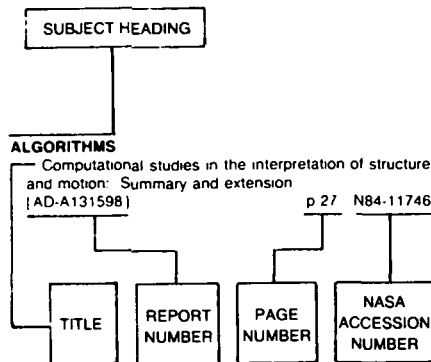 SUBJECT HEADING
ALGORITHMS
Computational studies in the interpretation of structure
and motion: Summary and extension
[AD-A131598] p 27 N84-11746
TITLE
REPORT
NUMBER
PAGE
NUMBER
NASA
ACCESSION
NUMBER